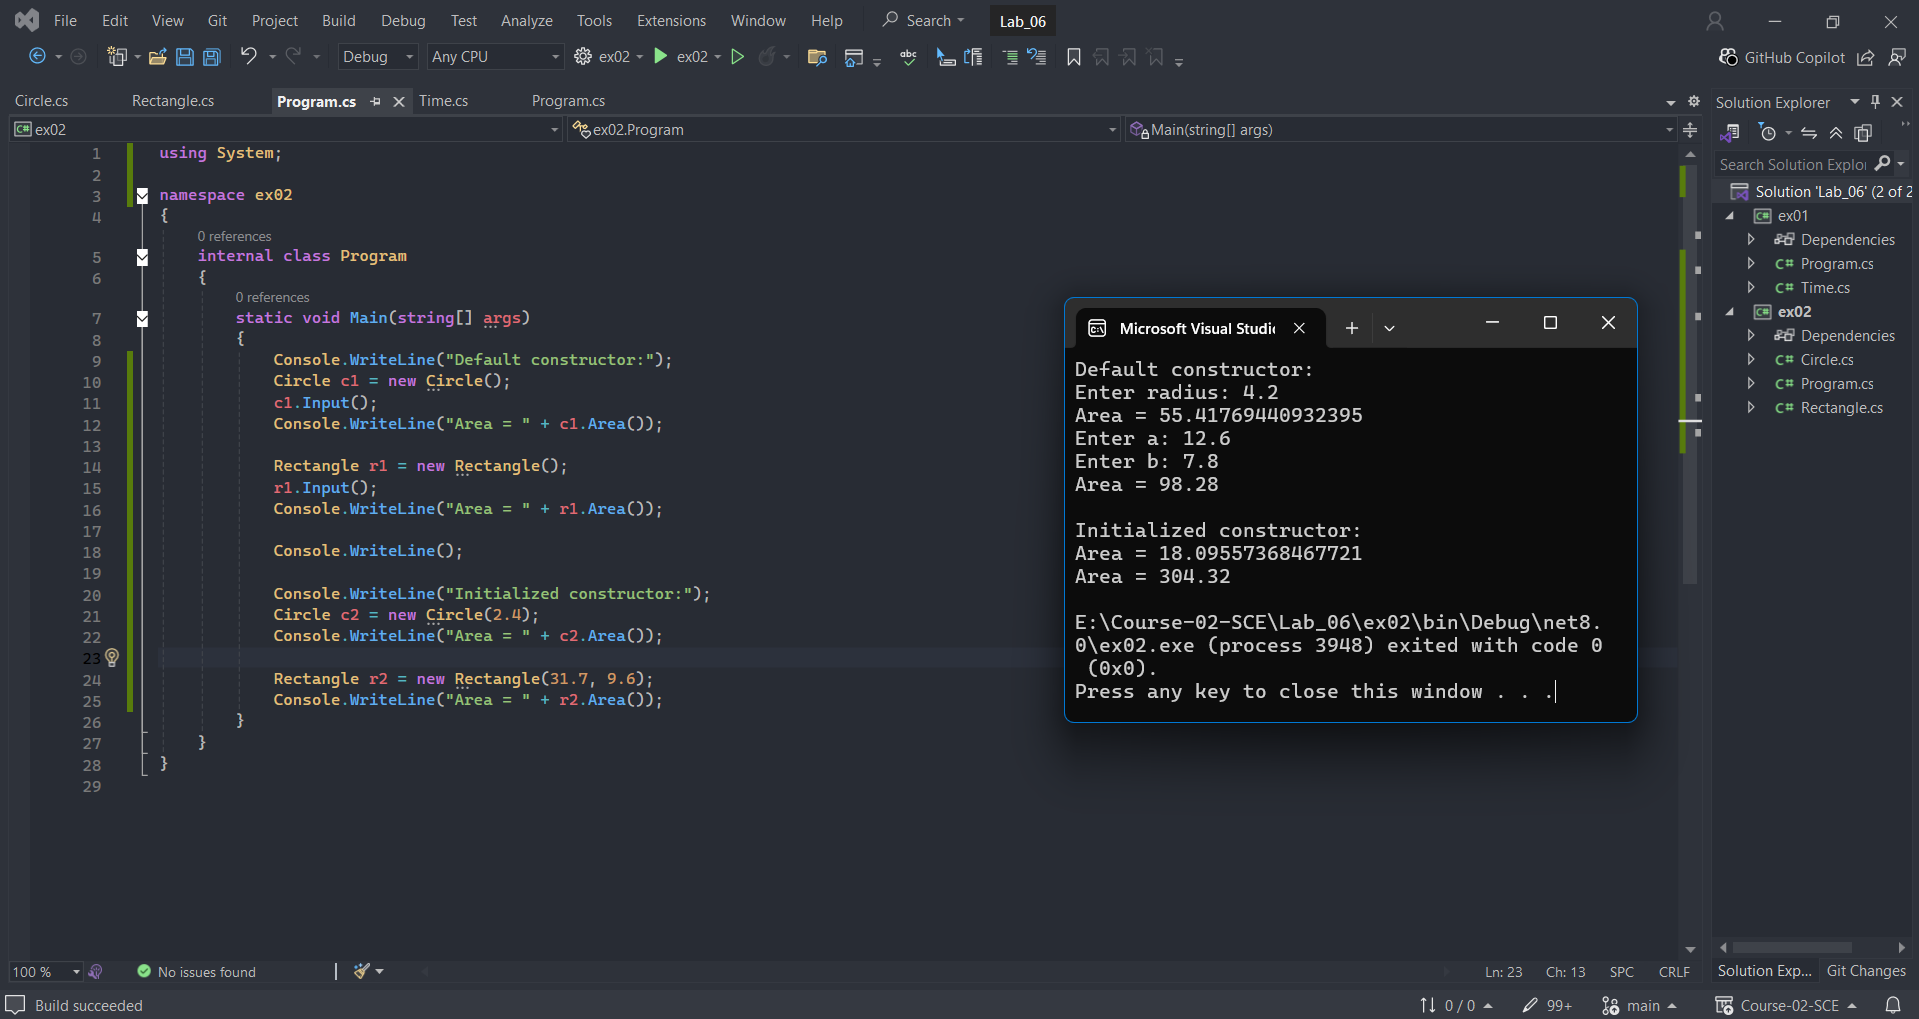 File Edit View Git Project Build Debug Test Analyze Tools Extensions Window Help Search Lab_06
Debug Any CPU ex02 ex02 abc GitHub Copilot
Circle.cs Rectangle.cs Program.cs Time.cs Program.cs
C# ex02 ex02.Program Main(string[] args)
1 using System;
2
3 namespace ex02
4 {
0 references
5 internal class Program
6 {
0 references
7 static void Main(string[] args)
8 {
9 Console.WriteLine("Default constructor:");
10 Circle c1 = new Circle();
11 c1.Input();
12 Console.WriteLine("Area = " + c1.Area());
13
14 Rectangle r1 = new Rectangle();
15 r1.Input();
16 Console.WriteLine("Area = " + r1.Area());
17
18 Console.WriteLine();
19
20 Console.WriteLine("Initialized constructor:");
21 Circle c2 = new Circle(2.4);
22 Console.WriteLine("Area = " + c2.Area());
23
24 Rectangle r2 = new Rectangle(31.7, 9.6);
25 Console.WriteLine("Area = " + r2.Area());
26 }
27 }
28 }
29
Microsoft Visual Studi
Default constructor:
Enter radius: 4.2
Area = 55.41769440932395
Enter a: 12.6
Enter b: 7.8
Area = 98.28
Initialized constructor:
Area = 18.09557368467721
Area = 304.32
E:\Course-02-SCE\Lab_06\ex02\bin\Debug\net8.
0\ex02.exe (process 3948) exited with code 0
(0x0).
Press any key to close this window . . .
Solution Explorer
Search Solution Explo
Solution 'Lab_06' (2 of 2
C# ex01
Dependencies
C# Program.cs
C# Time.cs
C# ex02
Dependencies
C# Circle.cs
C# Program.cs
C# Rectangle.cs
Solution Exp... Git Changes
100 % No issues found Ln: 23 Ch: 13 SPC CRLF
Build succeeded 0 / 0 99+ main Course-02-SCE